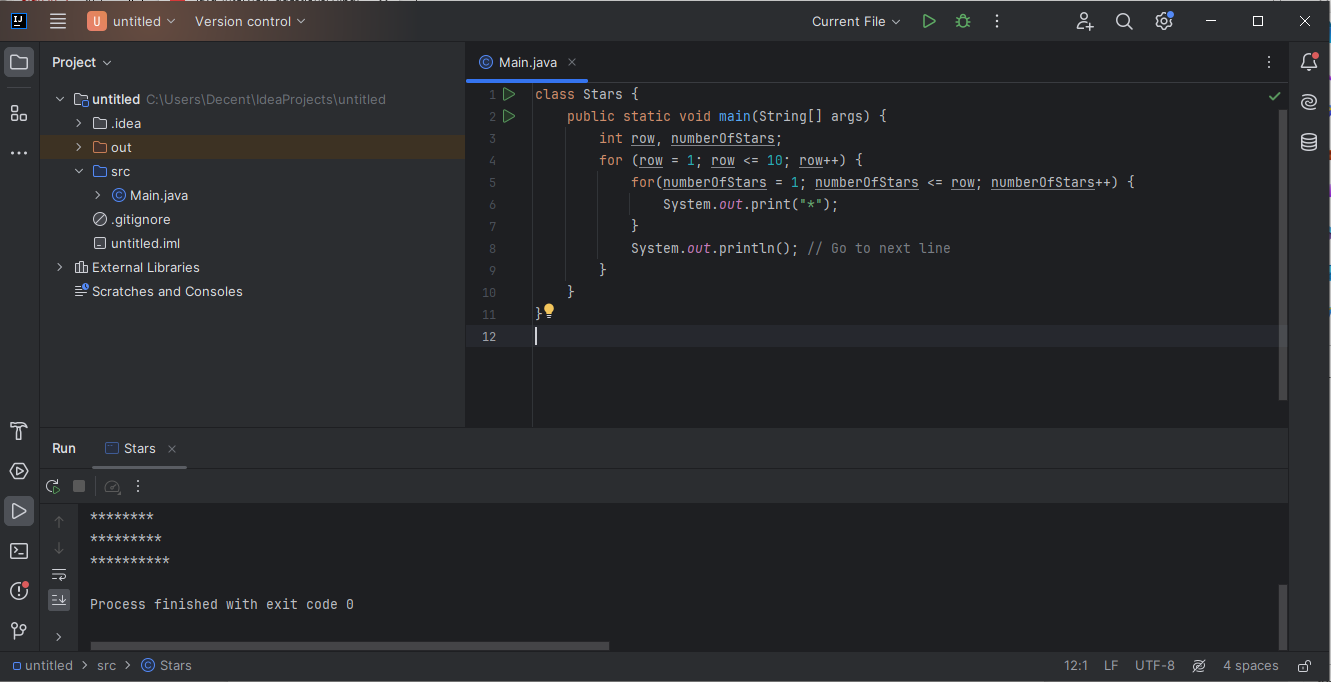 IJ
U untitled Version control Current File
Project
Main.java
untitled C:\Users\Decent\IdeaProjects\untitled
.idea
out
src
Main.java
.gitignore
untitled.iml
External Libraries
Scratches and Consoles
1 class Stars {
2 public static void main(String[] args) {
3 int row, numberOfStars;
4 for (row = 1; row <= 10; row++) {
5 for(numberOfStars = 1; numberOfStars <= row; numberOfStars++) {
6 System.out.print("*");
7 }
8 System.out.println(); // Go to next line
9 }
10 }
11 }
12
Run Stars
********
*********
**********
Process finished with exit code 0
untitled > src > Stars 12:1 LF UTF-8 4 spaces